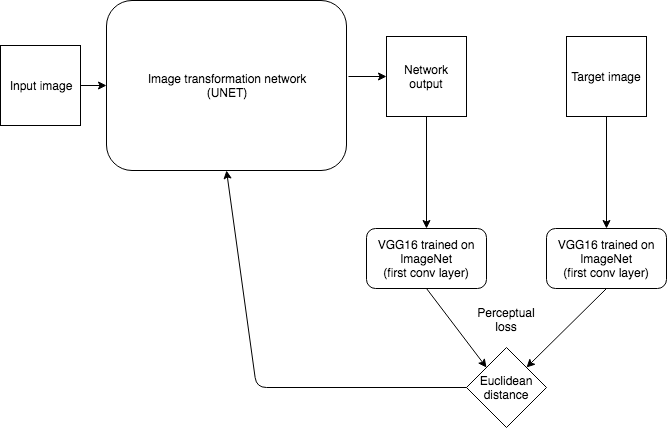 Input image
Image transformation network
(UNET)
Network
output
Target image
VGG16 trained on
ImageNet
(first conv layer)
VGG16 trained on
ImageNet
(first conv layer)
Perceptual
loss
Euclidean
distance